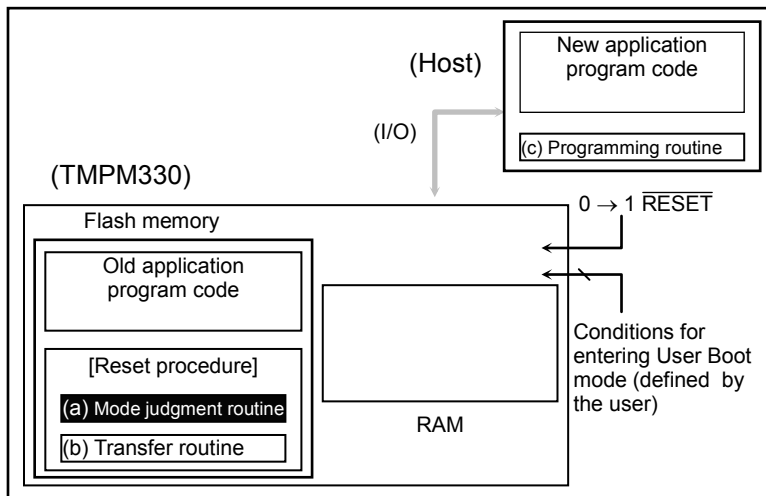 New application
program code
(Host)
(I/O)
(c) Programming routine
(TMPM330)
0 → 1 RESET
Flash memory
Old application
program code
[Reset procedure]
(a) Mode judgment routine
(b) Transfer routine
RAM
Conditions for
entering User Boot
mode (defined by
the user)